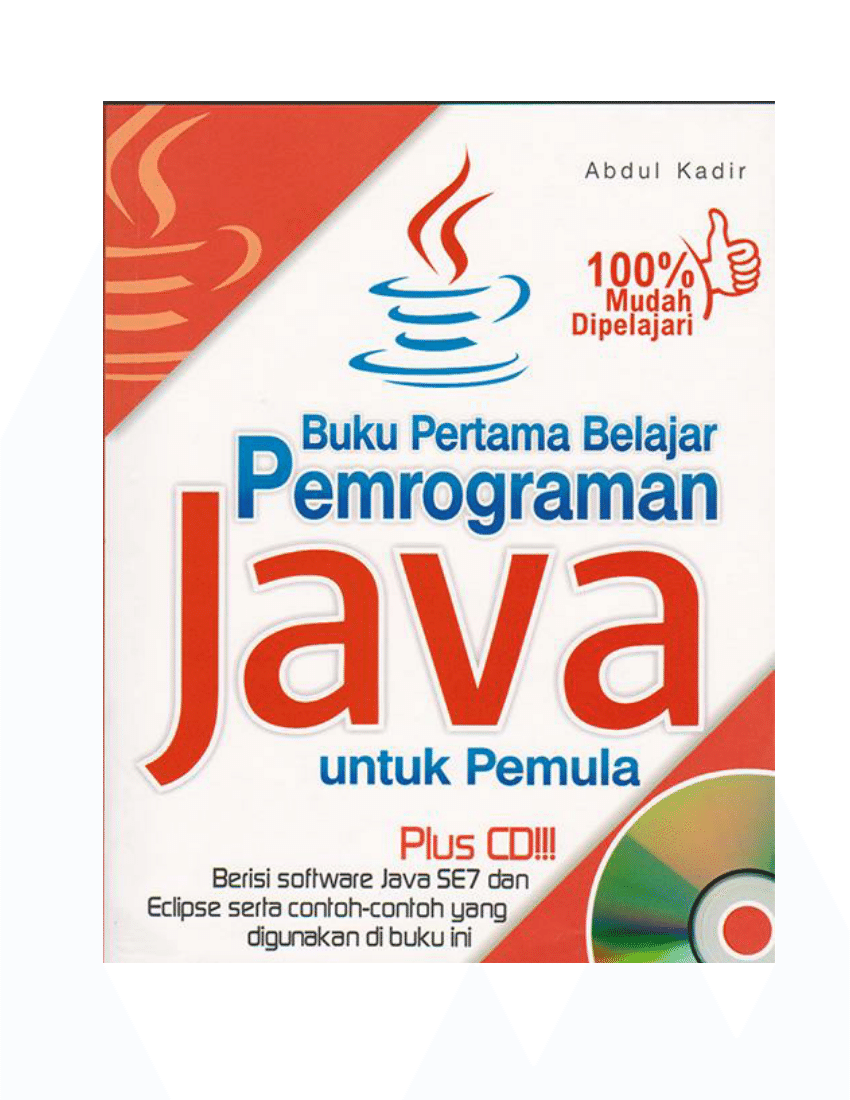 Abdul Kadir
100%
Mudah
Dipelajari
Buku Pertama Belajar
Pemrograman
Java
untuk Pemula
Plus CD!!!
Berisi software Java SE7 dan
Eclipse serta contoh-contoh yang
digunakan di buku ini